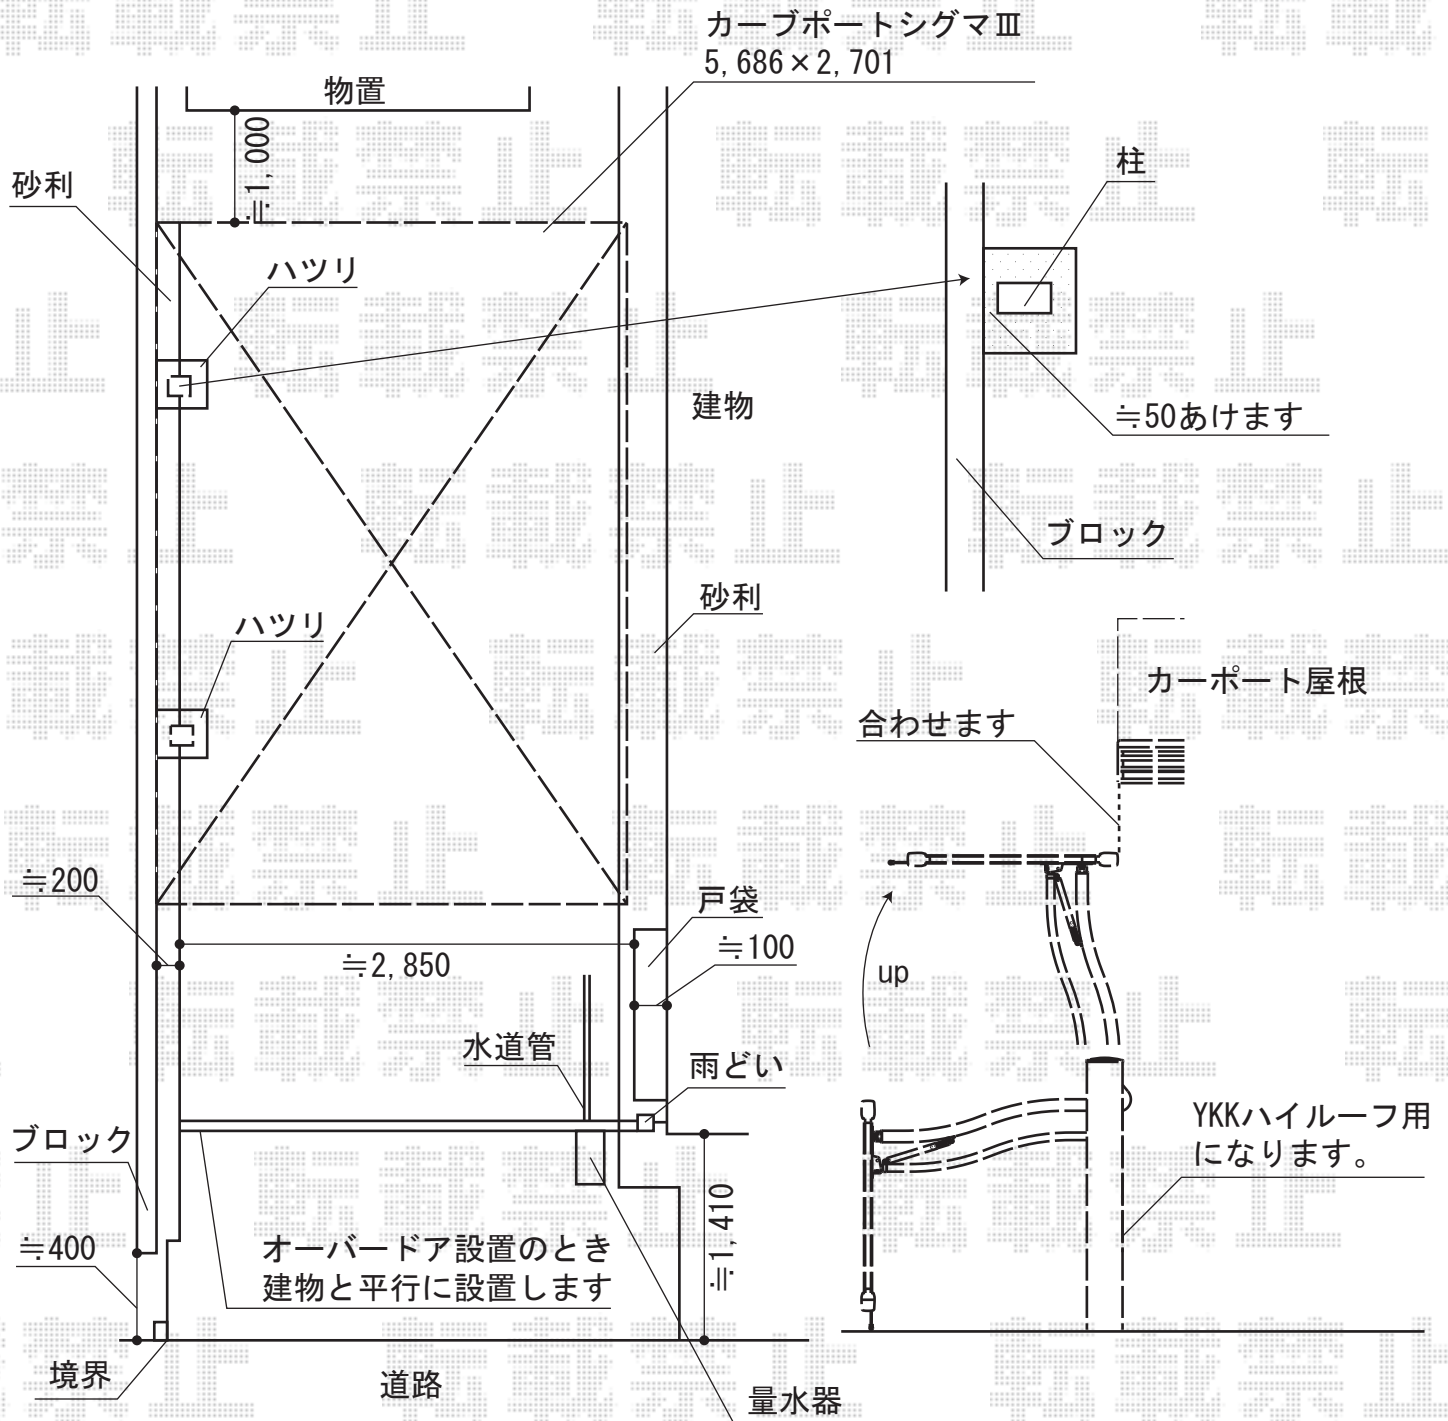 カーブポートシグマⅢ
5,686×2,701
物置
≒1,000
砂利
ハツリ
柱
建物
≒50あけます
ブロック
ハツリ
砂利
カーポート屋根
合わせます
≒200
≒2,850
戸袋
≒100
up
水道管
雨どい
ブロック
YKKハイルーフ用
になります。
≒400
オーバードア設置のとき
建物と平行に設置します
≒1,410
境界
道路
量水器
転載禁止